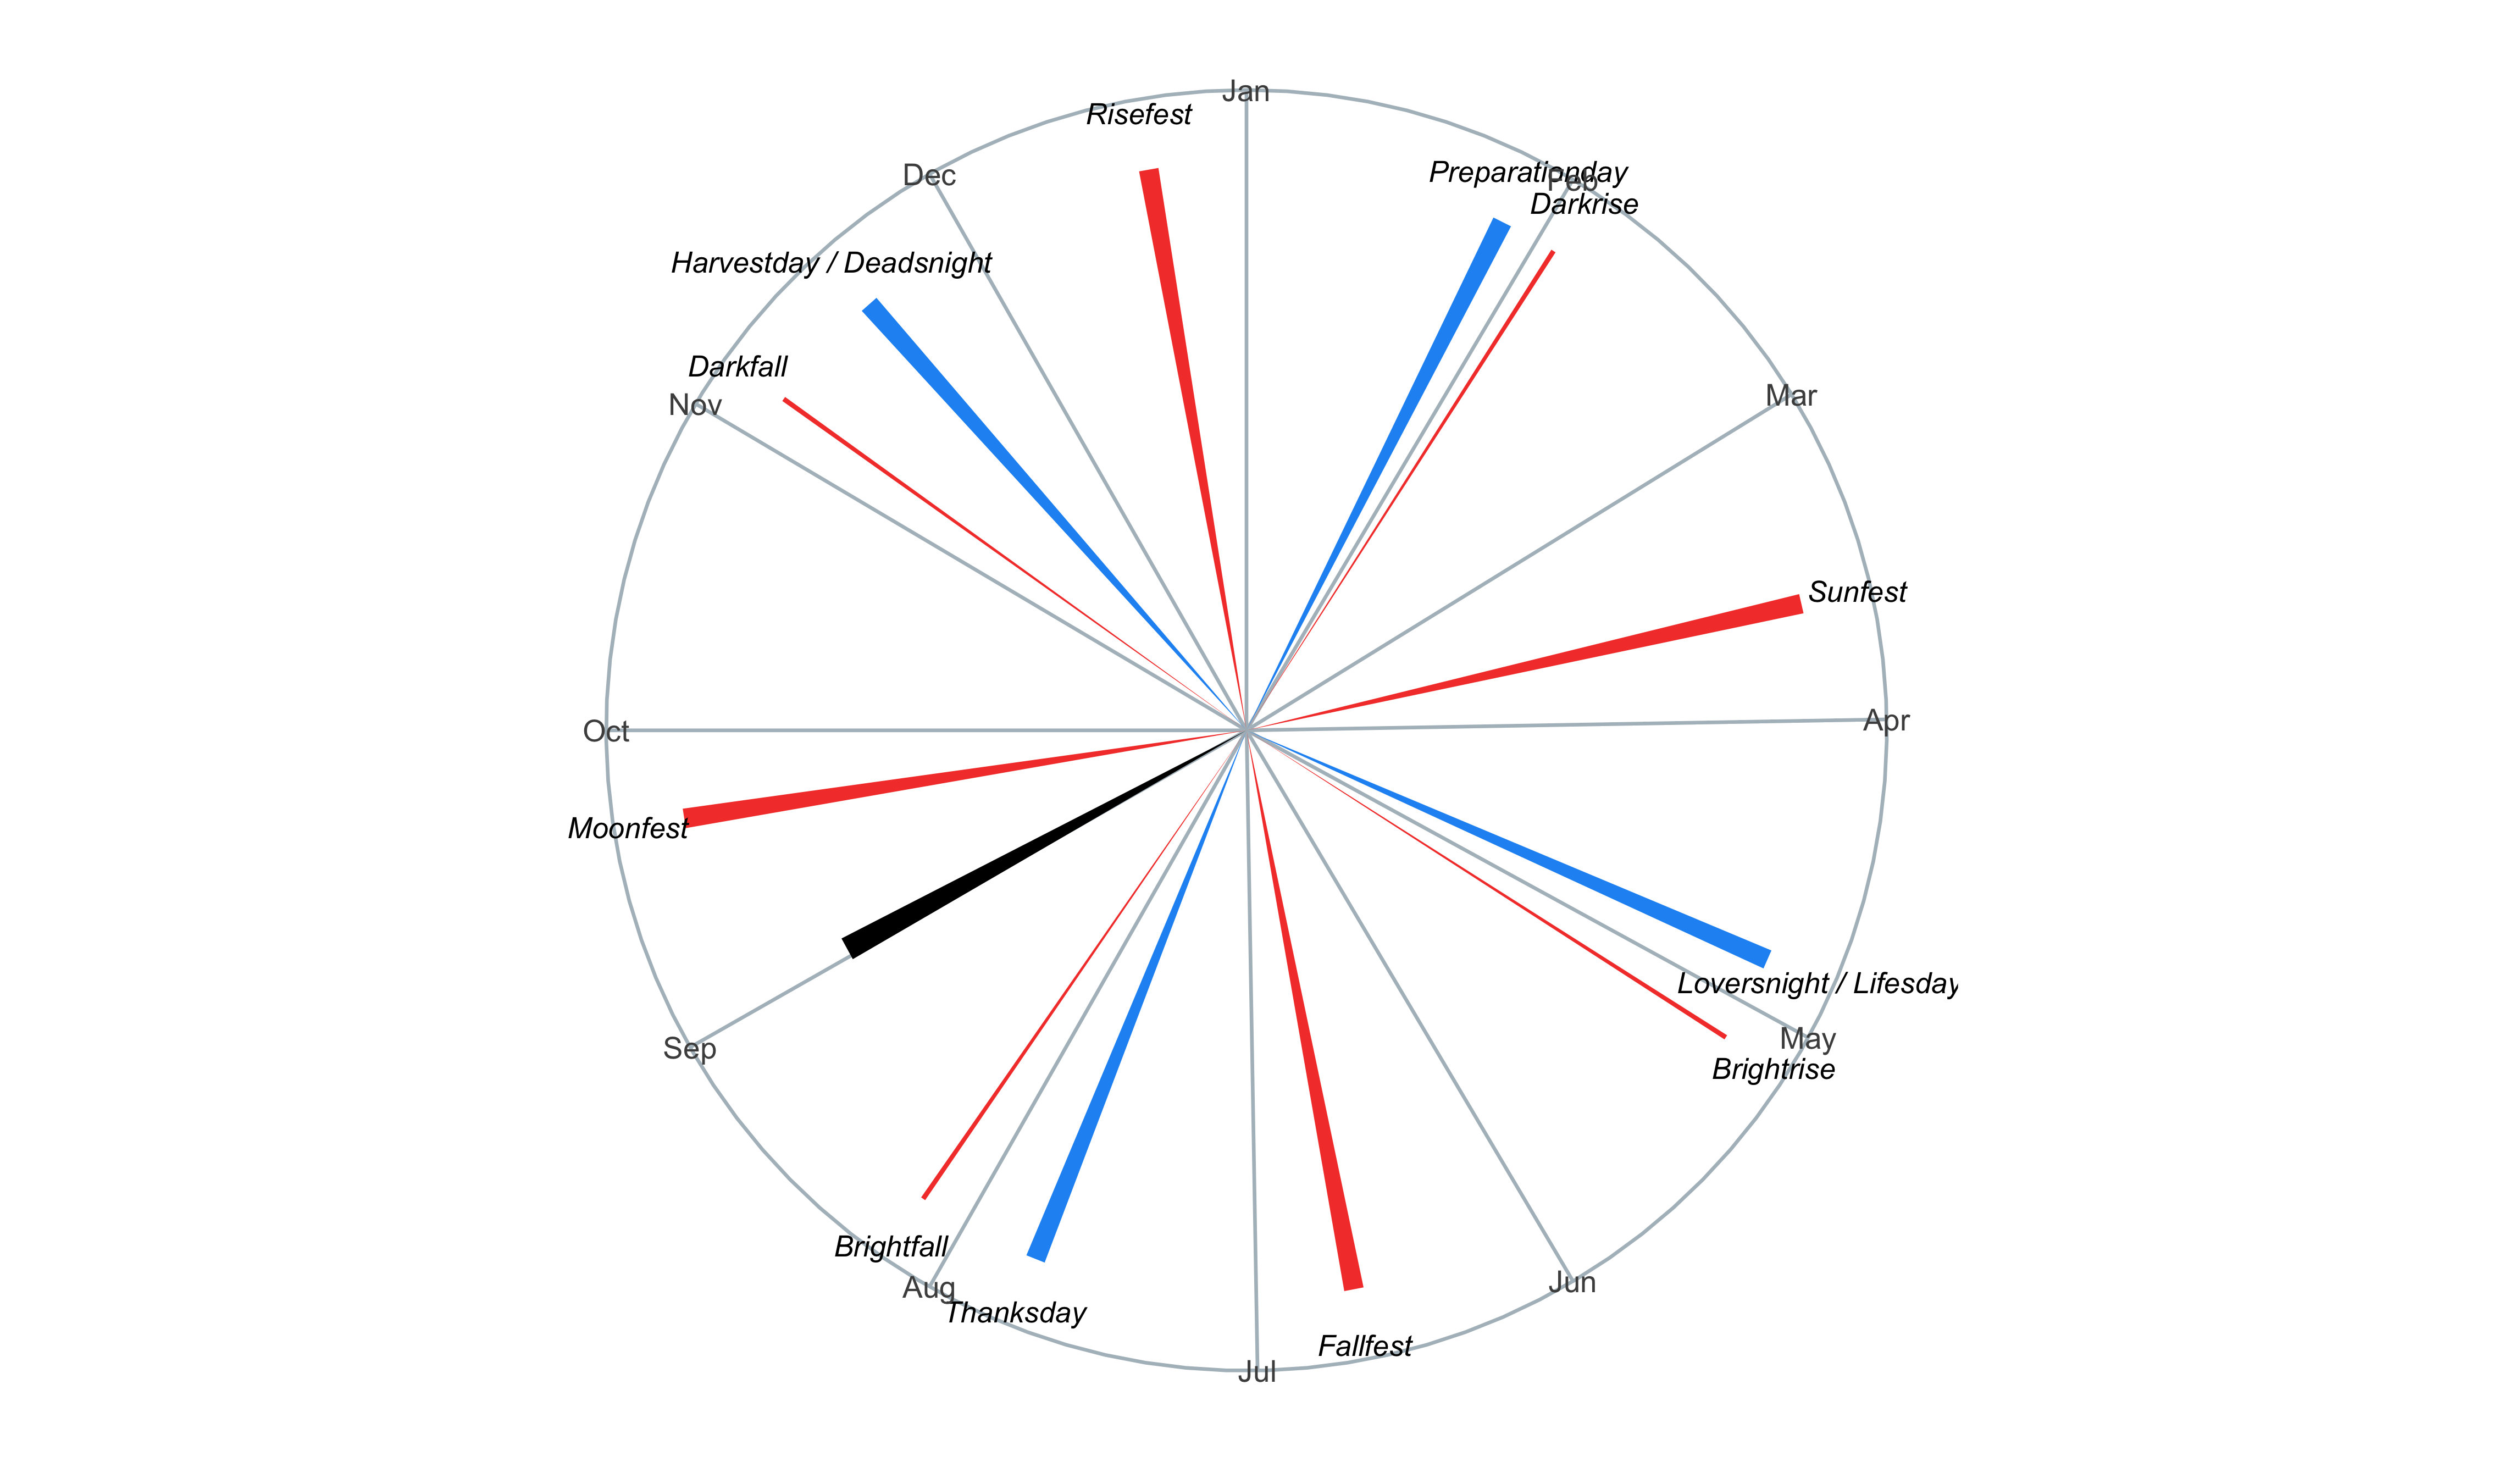 Jan
Risefest
Preparationday
Feb
Dec
Darkrise
Harvestday / Deadsnight
Darkfall
Mar
Nov
Sunfest
Apr
Oct
Moonfest
Loversnight / Lifesday
May
Sep
Brightrise
Brightfall
Jun
Aug
Thanksday
Fallfest
Jul